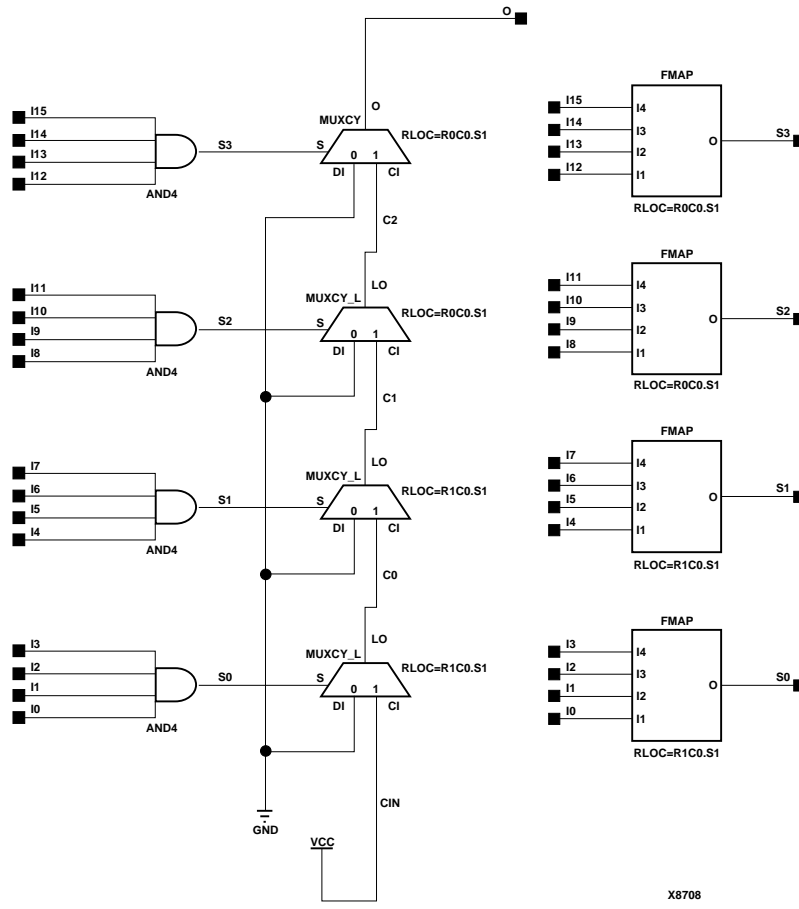 O
FMAP
I15
I14
I13
I12
AND4
S3
MUXCY
O
S
0 1
DI CI
RLOC=R0C0.S1
C2
I15
I14
I13
I12
I4
I3
I2
I1
O
S3
RLOC=R0C0.S1
FMAP
I11
I10
I9
I8
AND4
S2
LO
MUXCY_L
S
0 1
DI CI
RLOC=R0C0.S1
C1
I11
I10
I9
I8
I4
I3
I2
I1
O
S2
RLOC=R0C0.S1
FMAP
I7
I6
I5
I4
AND4
S1
LO
MUXCY_L
S
0 1
DI CI
RLOC=R1C0.S1
C0
I7
I6
I5
I4
I4
I3
I2
I1
O
S1
RLOC=R1C0.S1
FMAP
I3
I2
I1
I0
AND4
S0
LO
MUXCY_L
S
0 1
DI CI
RLOC=R1C0.S1
I3
I2
I1
I0
I4
I3
I2
I1
O
S0
RLOC=R1C0.S1
CIN
GND
VCC
X8708